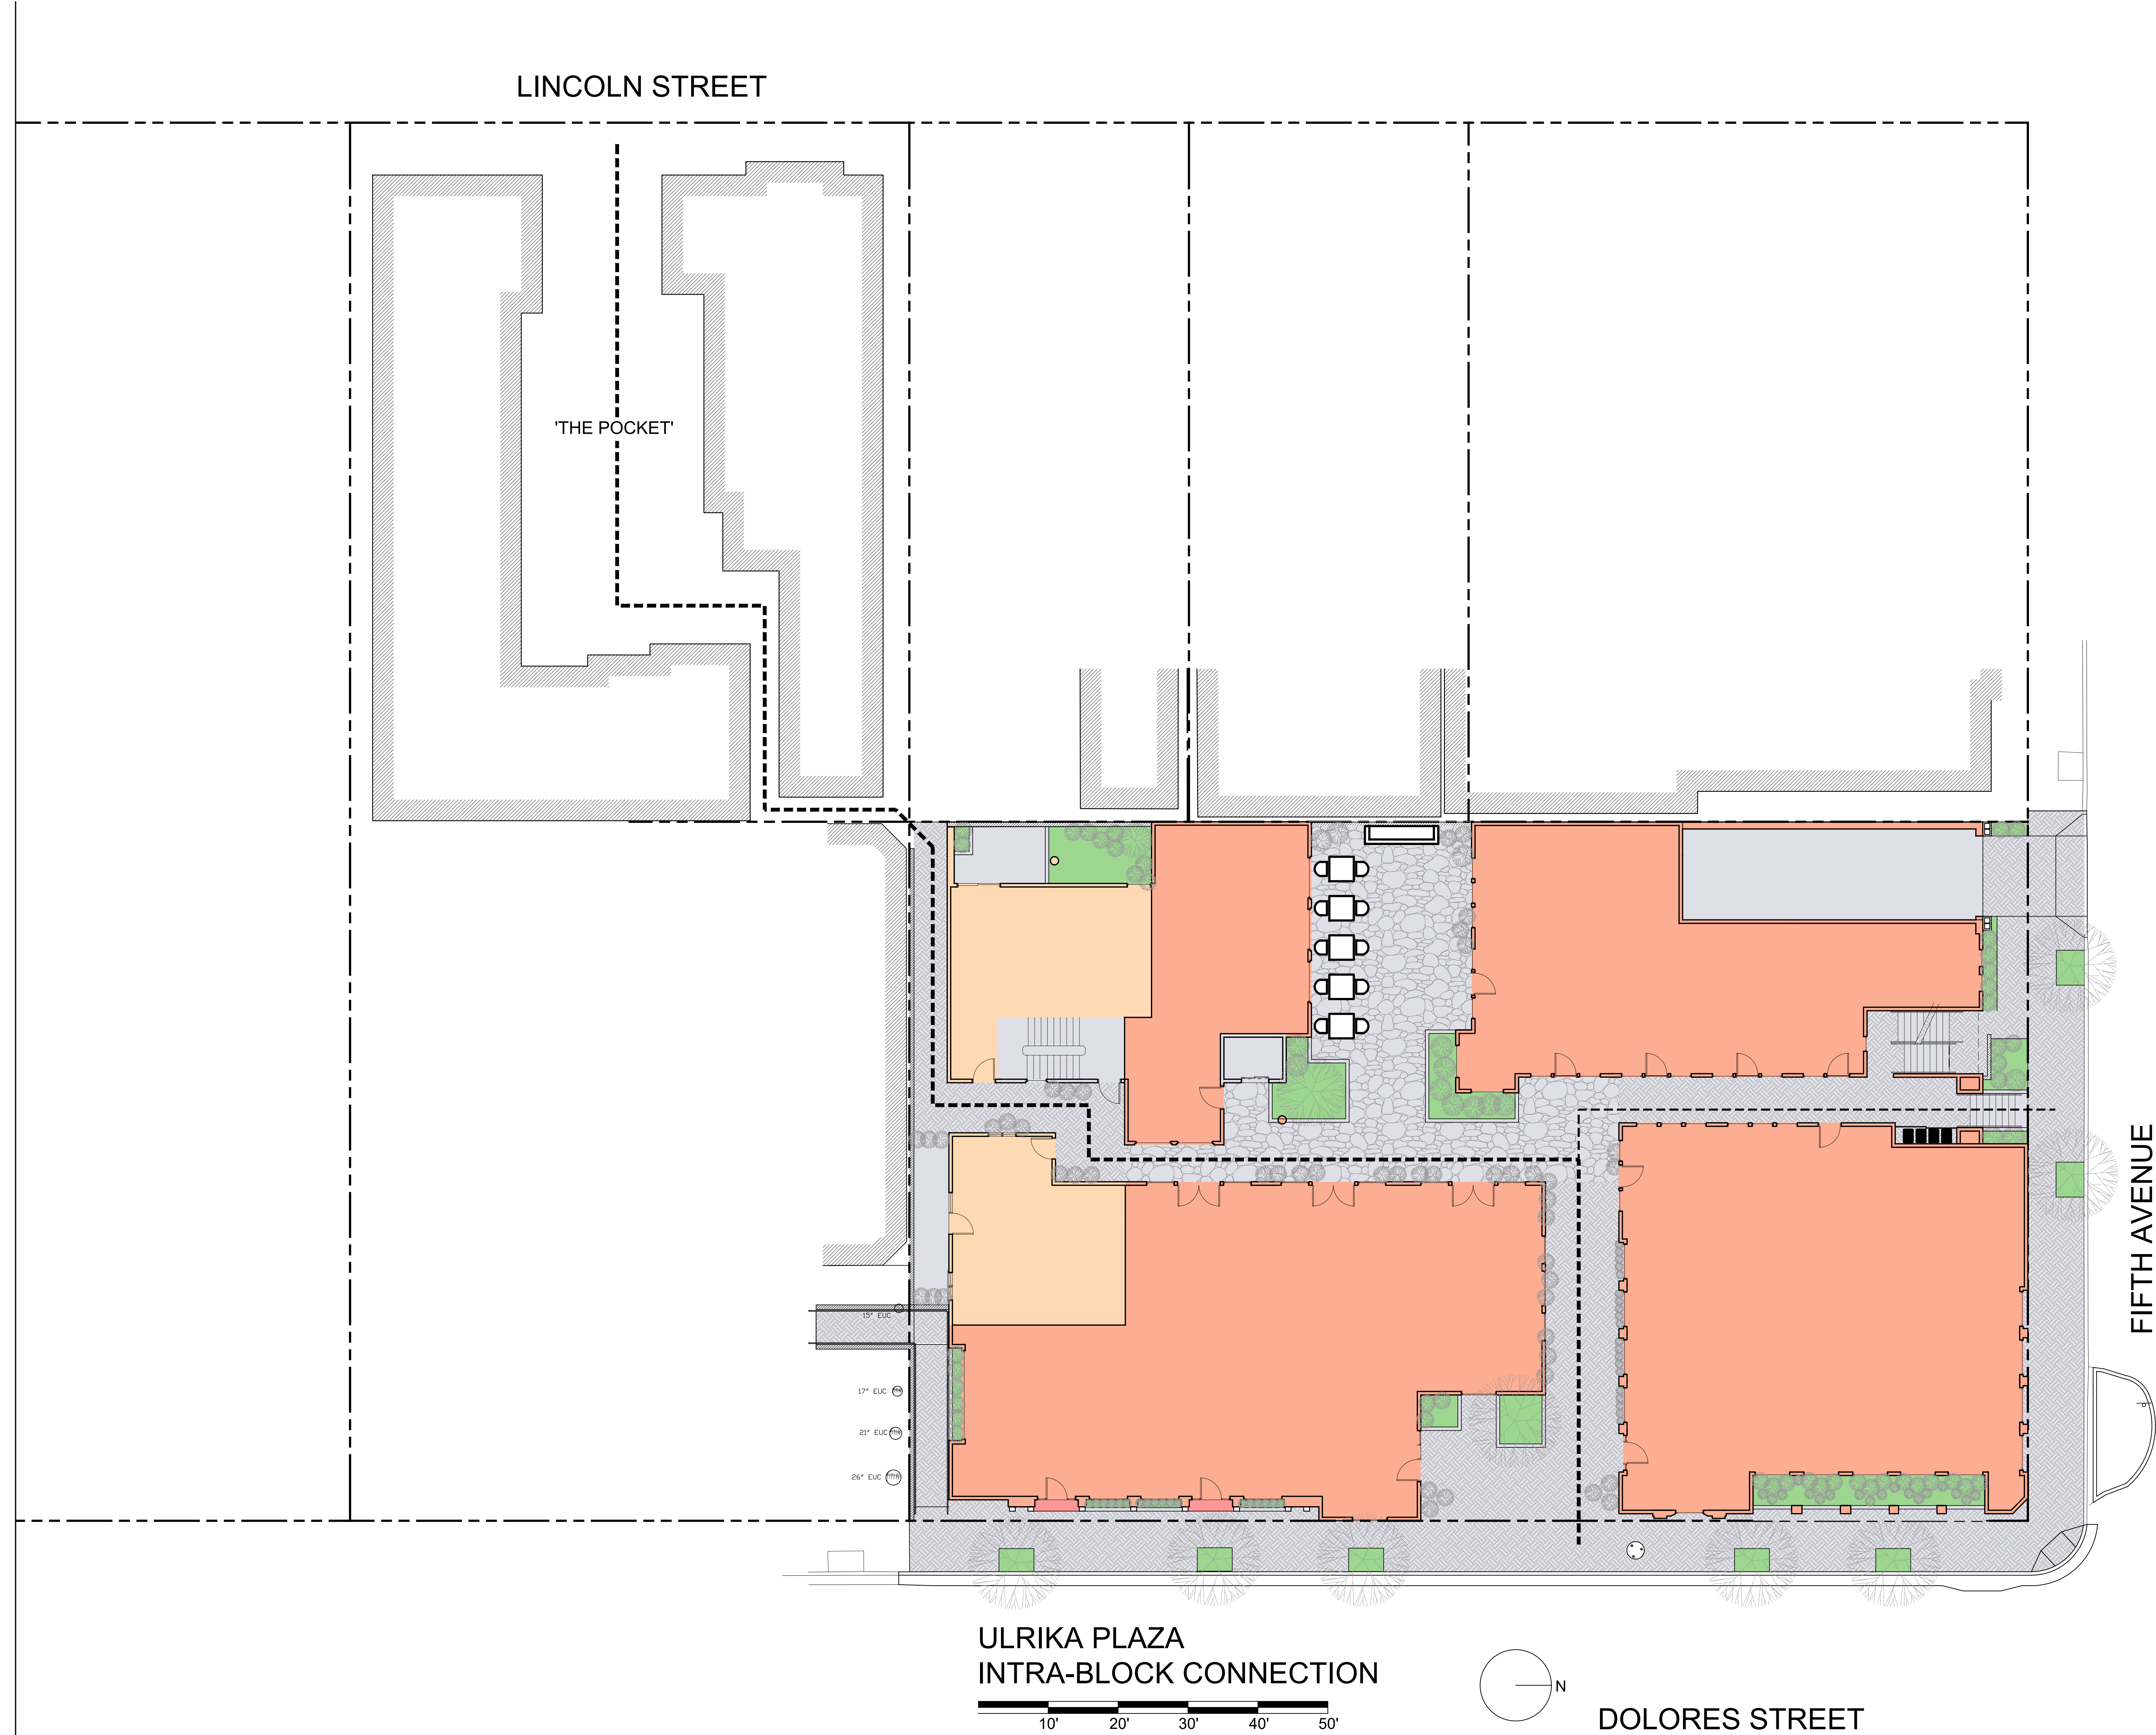 LINCOLN STREET
'THE POCKET'
FIFTH AVENUE
15" EUC
17" EUC
21" EUC
26" EUC
ULRIKA PLAZA
INTRA-BLOCK CONNECTION
10' 20' 30' 40' 50'
N
DOLORES STREET